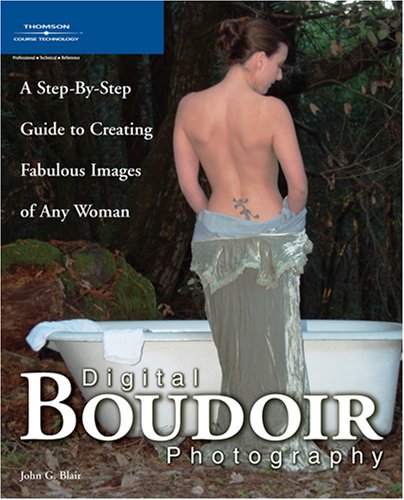 THOMSON
COURSE TECHNOLOGY
Professional ■ Technical ■ Reference
A Step-By-Step
Guide to Creating
Fabulous Images
of Any Woman
Digital
BOUDOIR
Photography
John G. Blair